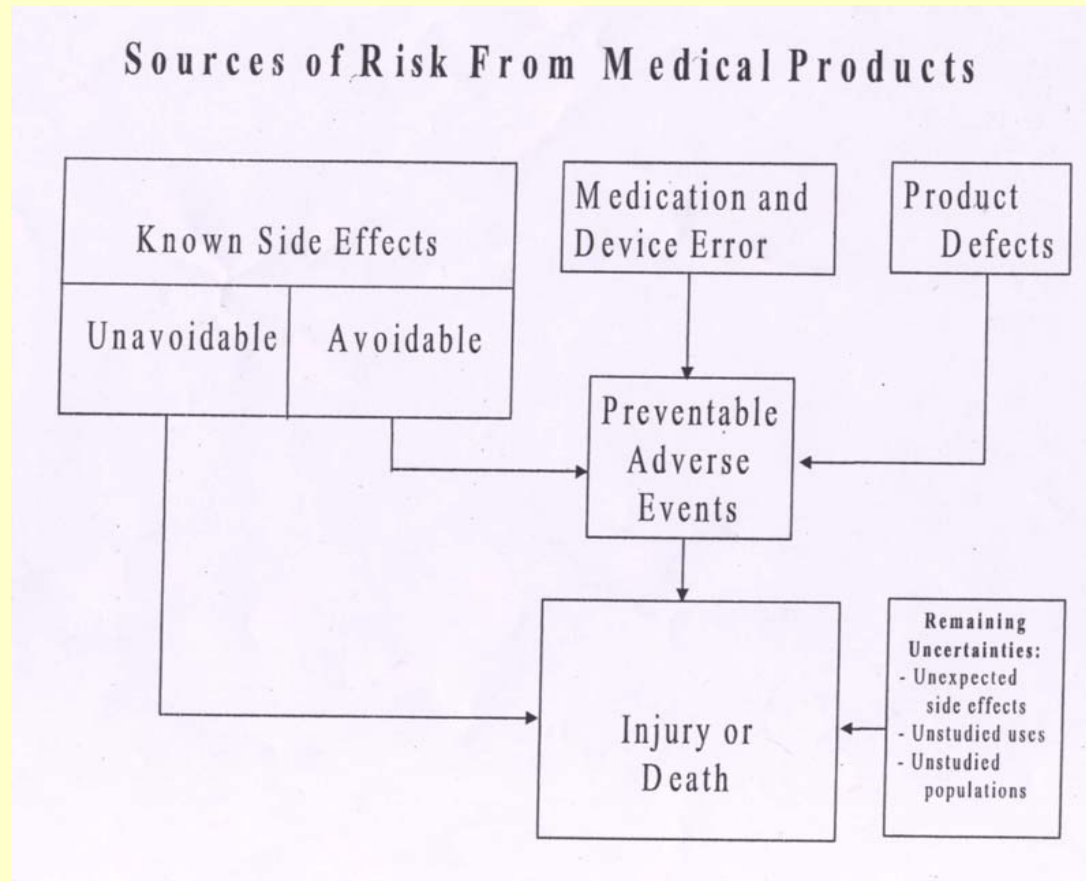 Sources of Risk From Medical Products
Known Side Effects
Unavoidable
Avoidable
Medication and
Device Error
Product
Defects
Preventable
Adverse
Events
Injury or
Death
Remaining
Uncertainties:
- Unexpected
side effects
- Unstudied uses
- Unstudied
populations